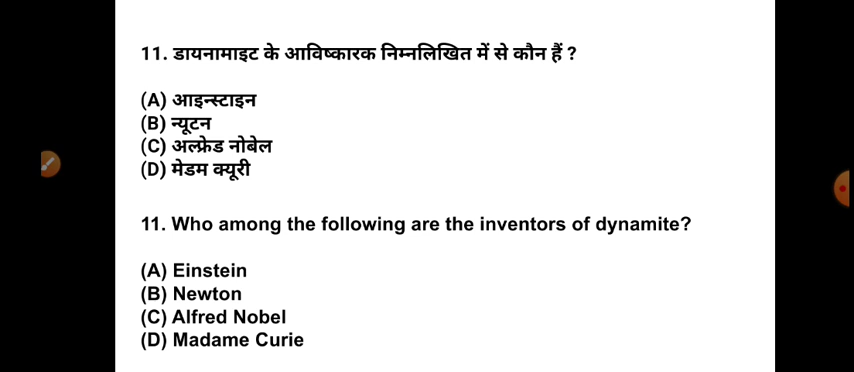 11. डायनामाइट के आविष्कारक निम्नलिखित में से कौन हैं ?
(A) आइन्स्टाइन
(B) न्यूटन
(C) अल्फ्रेड नोबेल
(D) मेडम क्यूरी
11. Who among the following are the inventors of dynamite?
(A) Einstein
(B) Newton
(C) Alfred Nobel
(D) Madame Curie